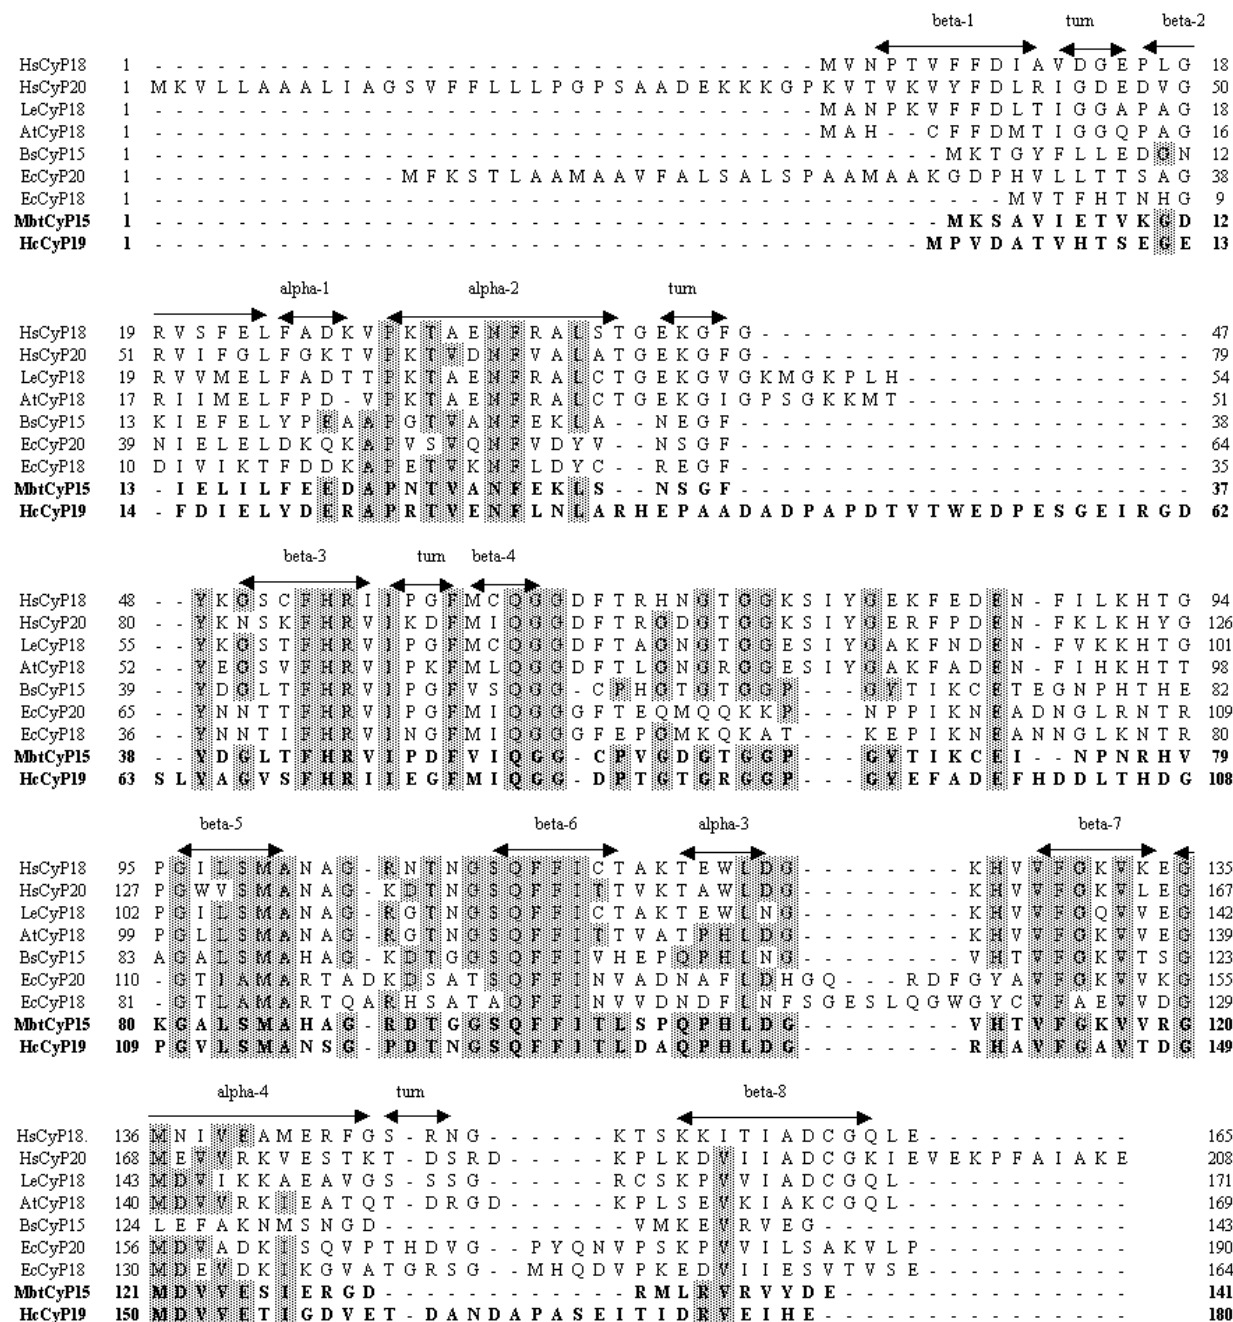 beta-1 turn beta-2
HsCyP18 1 - - - - - - - - - - - - - - - - - - - - - - - - - - - - - - - - M V N P T V F F D I A V D G E P L G 18
HsCyP20 1 M K V L L A A A L I A G S V F F L L L L P G P S A A D E K K K G P K V T V K V Y F D L R I G D E D V G 50
LeCyP18 1 - - - - - - - - - - - - - - - - - - - - - - - - - - - - - - - - M A N P K V F F D L T I G G A P A G 18
AtCyP18 1 - - - - - - - - - - - - - - - - - - - - - - - - - - - - - - - - M A H - - C F F D M T I G G Q P A G 16
BsCyP15 1 - - - - - - - - - - - - - - - - - - - - - - - - - - - - - - - - - - - - - - M K T G Y F L L E D G N 12
EcCyP20 1 - - - - - - - - - - - - M F K S T L A A M A A V F A L S A L S P A A M A A K G D P H V L L T T S A G 38
EcCyP18 1 - - - - - - - - - - - - - - - - - - - - - - - - - - - - - - - - - - - - - - - - - M V T F H T N H G 9
MbtCyP15 1 - - - - - - - - - - - - - - - - - - - - - - - - - - - - - - - - - - - - - - M K S A V I E T V K G D 12
HcCyP19 1 - - - - - - - - - - - - - - - - - - - - - - - - - - - - - - - - - - - - - M P V D A T V H T S E G E 13
alpha-1 alpha-2 turn
HsCyP18 19 R V S F E L F A D K V P K T A E N F R A L S T G E K G F G - - - - - - - - - - - - - - - - - - - - - 47
HsCyP20 51 R V I F G L F G K T V P K T V D N F V A L A T G E K G F G - - - - - - - - - - - - - - - - - - - - - 79
LeCyP18 19 R V V M E L F A D T T P K T A E N F R A L C T G E K G V G K M G K P L H - - - - - - - - - - - - - - 54
AtCyP18 17 R I I M E L F P D - V P K T A E N F R A L C T G E K G I G P S G K K M T - - - - - - - - - - - - - - 51
BsCyP15 13 K I E F E L Y P E A A P G T V A N F E K L A - - N E G F - - - - - - - - - - - - - - - - - - - - - - 38
EcCyP20 39 N I E L E L D K Q K A P V S V Q N F V D Y V - - N S G F - - - - - - - - - - - - - - - - - - - - - - 64
EcCyP18 10 D I V I K T F D D K A P E T V K N F L D Y C - - R E G F - - - - - - - - - - - - - - - - - - - - - - 35
MbtCyP15 13 - I E L I L F E E D A P N T V A N F E K L S - - N S G F - - - - - - - - - - - - - - - - - - - - - - 37
HcCyP19 14 - F D I E L Y D E R A P R T V E N F L N L A R H E P A A D A D P A P D T V T W E D P E S G E I R G D 62
beta-3 turn beta-4
HsCyP18 48 - - Y K G S C F H R I I P G F M C Q G G D F T R H N G T G G K S I Y G E K F E D E N - F I L K H T G 94
HsCyP20 80 - - Y K N S K F H R V I K D F M I Q G G D F T R G D G T G G K S I Y G E R F P D E N - F K L K H Y G 126
LeCyP18 55 - - Y K G S T F H R V I P G F M C Q G G D F T A G N G T G G E S I Y G A K F N D E N - F V K K H T G 101
AtCyP18 52 - - Y E G S V F H R V I P K F M L Q G G D F T L G N G R G G E S I Y G A K F A D E N - F I H K H T T 98
BsCyP15 39 - - Y D G L T F H R V I P G F V S Q G G - C P H G T G T G G P - - - G Y T I K C E T E G N P H T H E 82
EcCyP20 65 - - Y N N T T F H R V I P G F M I Q G G G F T E Q M Q Q K K P - - - N P P I K N E A D N G L R N T R 109
EcCyP18 36 - - Y N N T I F H R V I N G F M I Q G G G F E P G M K Q K A T - - - K E P I K N E A N N G L K N T R 80
MbtCyP15 38 - - Y D G L T F H R V I P D F V I Q G G - C P V G D G T G G P - - - G Y T I K C E I - - N P N R H V 79
HcCyP19 63 S L Y A G V S F H R I I E G F M I Q G G - D P T G T G R G G P - - - G Y E F A D E F H D D L T H D G 108
beta-5 beta-6 alpha-3 beta-7
HsCyP18 95 P G I L S M A N A G - R N T N G S Q F F I C T A K T E W L D G - - - - - - - - K H V V F G K V K E G 135
HsCyP20 127 P G W V S M A N A G - K D T N G S Q F F I T T V K T A W L D G - - - - - - - - K H V V F G K V L E G 167
LeCyP18 102 P G I L S M A N A G - R G T N G S Q F F I C T A K T E W L N G - - - - - - - - K H V V F G Q V V E G 142
AtCyP18 99 P G L L S M A N A G - R G T N G S Q F F I T T V A T P H L D G - - - - - - - - K H V V F G K V V E G 139
BsCyP15 83 A G A L S M A H A G - K D T G G S Q F F I V H E P Q P H L N G - - - - - - - - V H T V F G K V T S G 123
EcCyP20 110 - G T I A M A R T A D K D S A T S Q F F I N V A D N A F L D H G Q - - - R D F G Y A V F G K V V K G 155
EcCyP18 81 - G T L A M A R T Q A R H S A T A Q F F I N V V D N D F L N F S G E S L Q G W G Y C V F A E V V D G 129
MbtCyP15 80 K G A L S M A H A G - R D T G G S Q F F I T L S P Q P H L D G - - - - - - - - V H T V F G K V V R G 120
HcCyP19 109 P G V L S M A N S G - P D T N G S Q F F I T L D A Q P H L D G - - - - - - - - R H A V F G A V T D G 149
alpha-4 turn beta-8
HsCyP18. 136 M N I V E A M E R F G S - R N G - - - - - - K T S K K I T I A D C G Q L E - - - - - - - - - - 165
HsCyP20 168 M E V V R K V E S T K T - D S R D - - - - - K P L K D V I I A D C G K I E V E K P F A I A K E 208
LeCyP18 143 M D V I K K A E A V G S - S S G - - - - - - R C S K P V V I A D C G Q L - - - - - - - - - - - 171
AtCyP18 140 M D V V R K I E A T Q T - D R G D - - - - - K P L S E V K I A K C G Q L - - - - - - - - - - - 169
BsCyP15 124 L E F A K N M S N G D - - - - - - - - - - - - V M K E V R V E G - - - - - - - - - - - - - - - 143
EcCyP20 156 M D V A D K I S Q V P T H D V G - - P Y Q N V P S K P V V I L S A K V L P - - - - - - - - - - 190
EcCyP18 130 M D E V D K I K G V A T G R S G - - M H Q D V P K E D V I I E S V T V S E - - - - - - - - - - 164
MbtCyP15 121 M D V V E S I E R G D - - - - - - - - - - - - R M L R V R V Y D E - - - - - - - - - - - - - - 141
HcCyP19 150 M D V V E T I G D V E T - D A N D A P A S E I T I D R V E I H E - - - - - - - - - - - - - - - 180